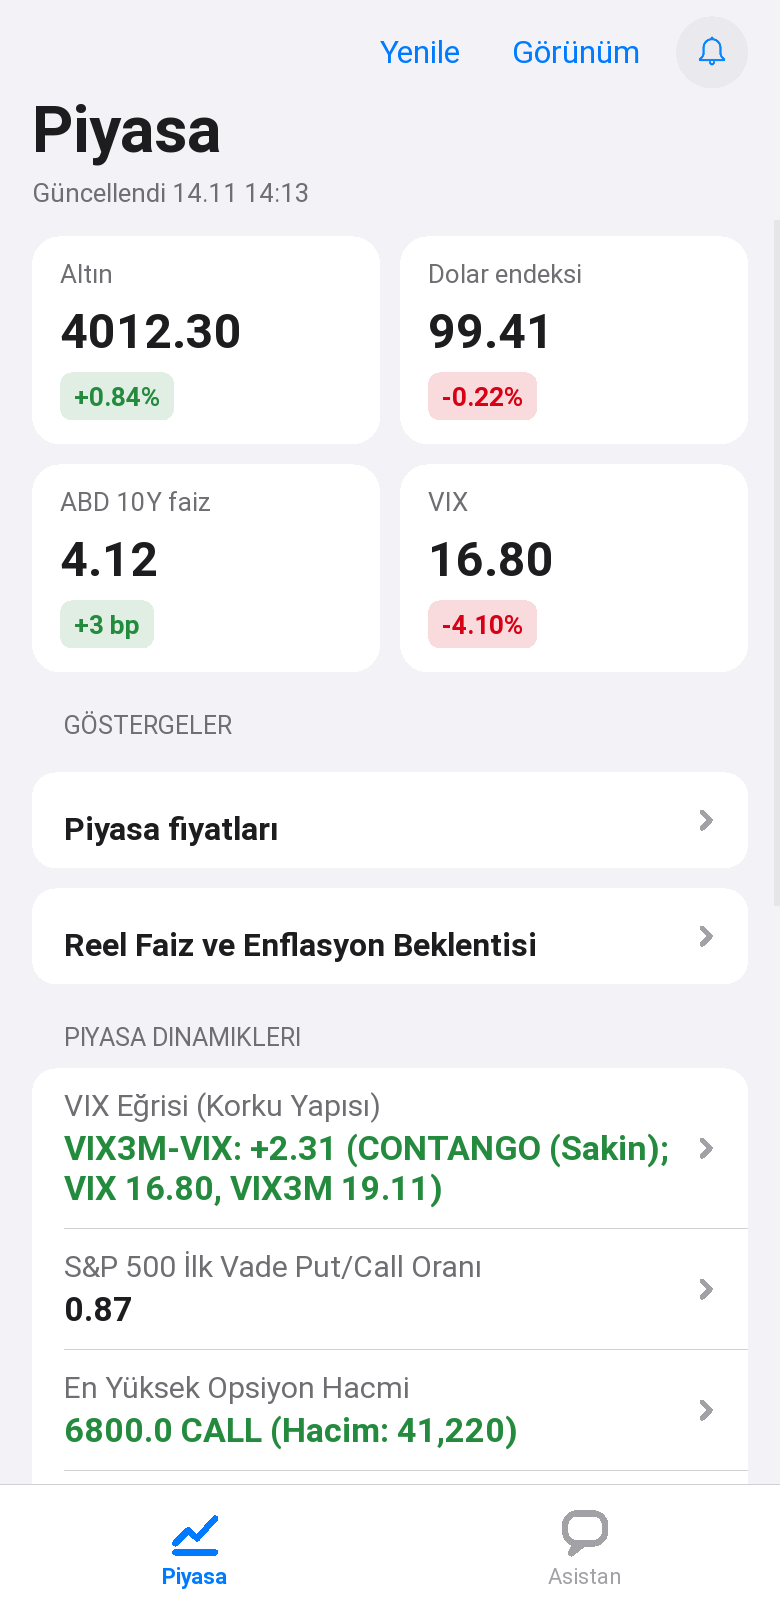 Yenile
Görünüm
Piyasa
Güncellendi 14.11 14:13
Altın
4012.30
+0.84%
Dolar endeksi
99.41
-0.22%
ABD 10Y faiz
4.12
+3 bp
VIX
16.80
-4.10%
GÖSTERGELER
Piyasa fiyatları
Reel Faiz ve Enflasyon Beklentisi
PIYASA DINAMIKLERI
VIX Eğrisi (Korku Yapısı)
VIX3M-VIX: +2.31 (CONTANGO (Sakin);
VIX 16.80, VIX3M 19.11)
S&P 500 İlk Vade Put/Call Oranı
0.87
En Yüksek Opsiyon Hacmi
6800.0 CALL (Hacim: 41,220)
Piyasa
Asistan